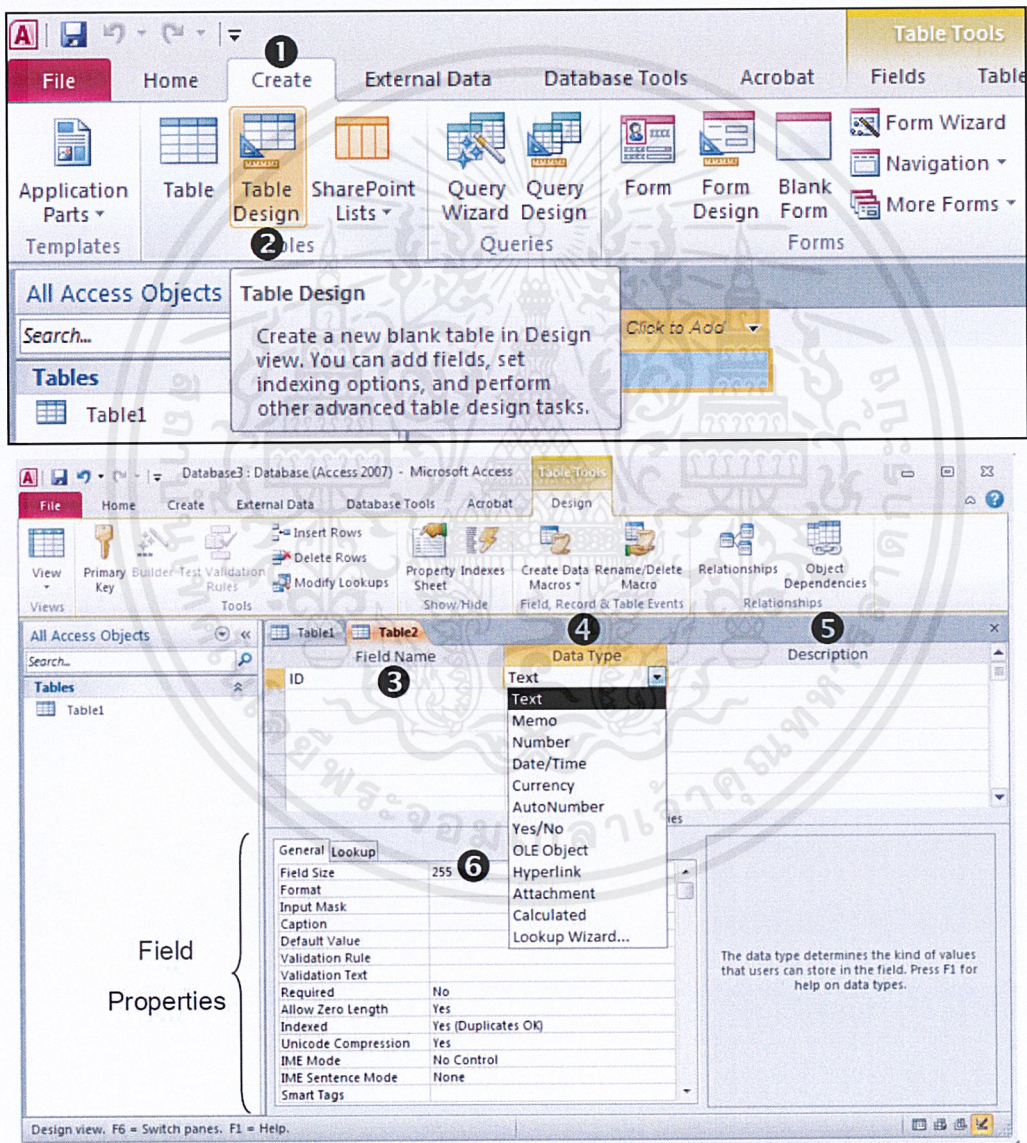 A
Table Tools
1
File Home Create External Data Database Tools Acrobat Fields Table
Application Parts
Table
Table Design
SharePoint Lists
Query Wizard
Query Design
Form
Form Design
Blank Form
Form Wizard
Navigation
More Forms
Templates
2
Queries
Forms
All Access Objects
Search...
Tables
Table1
Table Design
Create a new blank table in Design
view. You can add fields, set
indexing options, and perform
other advanced table design tasks.
Click to Add
A
Database3 : Database (Access 2007) - Microsoft Access
Table Tools
File Home Create External Data Database Tools Acrobat Design
View
Primary Key
Builder
Test Validation Rules
Insert Rows
Delete Rows
Modify Lookups
Property Sheet
Indexes
Create Data Macros
Rename/Delete Macro
Relationships
Object Dependencies
Views
Tools
Show/Hide
Field, Record & Table Events
Relationships
All Access Objects
Search...
Tables
Table1
Table1 Table2
4
5
Field Name Data Type Description
ID
3
Text
Text
Memo
Number
Date/Time
Currency
AutoNumber
Yes/No
OLE Object
Hyperlink
Attachment
Calculated
Lookup Wizard...
General Lookup
6
Field Size 255
Format
Input Mask
Caption
Default Value
Validation Rule
Validation Text
Required No
Allow Zero Length Yes
Indexed Yes (Duplicates OK)
Unicode Compression Yes
IME Mode No Control
IME Sentence Mode None
Smart Tags
Field
Properties
The data type determines the kind of values
that users can store in the field. Press F1 for
help on data types.
Design view. F6 = Switch panes. F1 = Help.